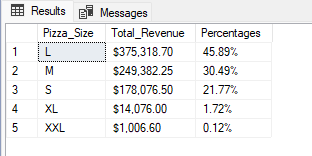 Results Messages
Pizza_Size Total_Revenue Percentages
1 L $375,318.70 45.89%
2 M $249,382.25 30.49%
3 S $178,076.50 21.77%
4 XL $14,076.00 1.72%
5 XXL $1,006.60 0.12%